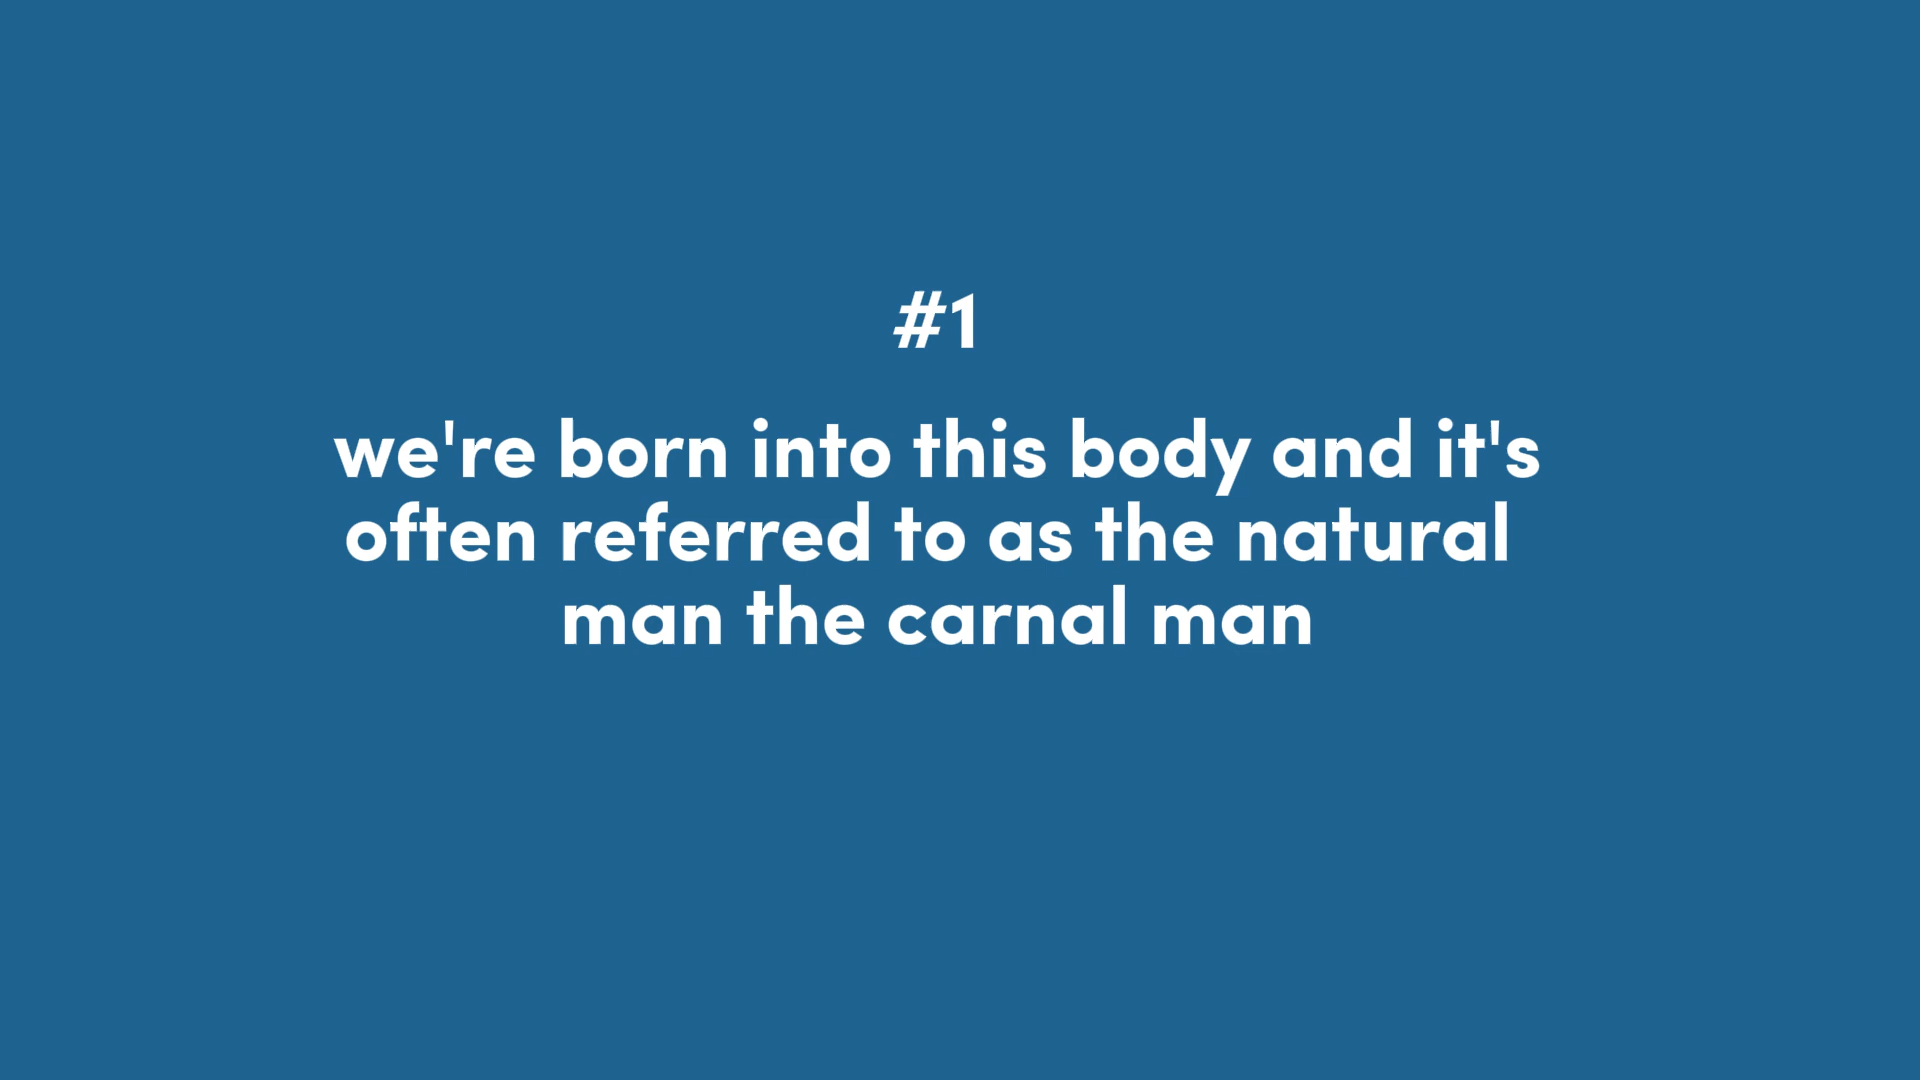 #1
we're born into this body and it's
often referred to as the natural
man the carnal man